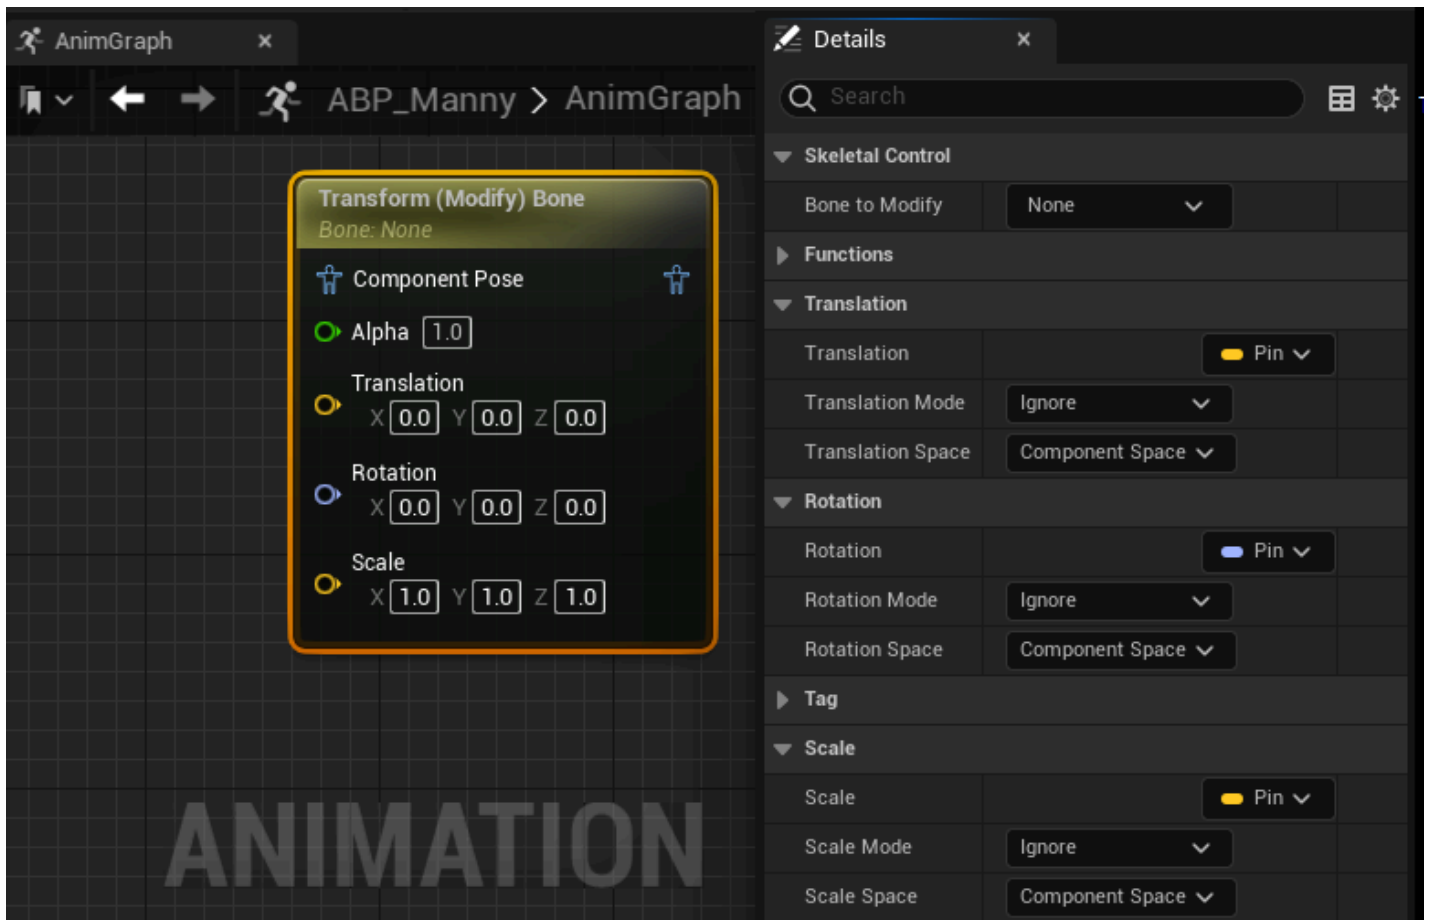 AnimGraph
ABP_Manny > AnimGraph
Transform (Modify) Bone
Bone: None
Component Pose
Alpha 1.0
Translation
X 0.0 Y 0.0 Z 0.0
Rotation
X 0.0 Y 0.0 Z 0.0
Scale
X 1.0 Y 1.0 Z 1.0
ANIMATION
Details
Search
Skeletal Control
Bone to Modify None
Functions
Translation
Translation Pin
Translation Mode Ignore
Translation Space Component Space
Rotation
Rotation Pin
Rotation Mode Ignore
Rotation Space Component Space
Tag
Scale
Scale Pin
Scale Mode Ignore
Scale Space Component Space